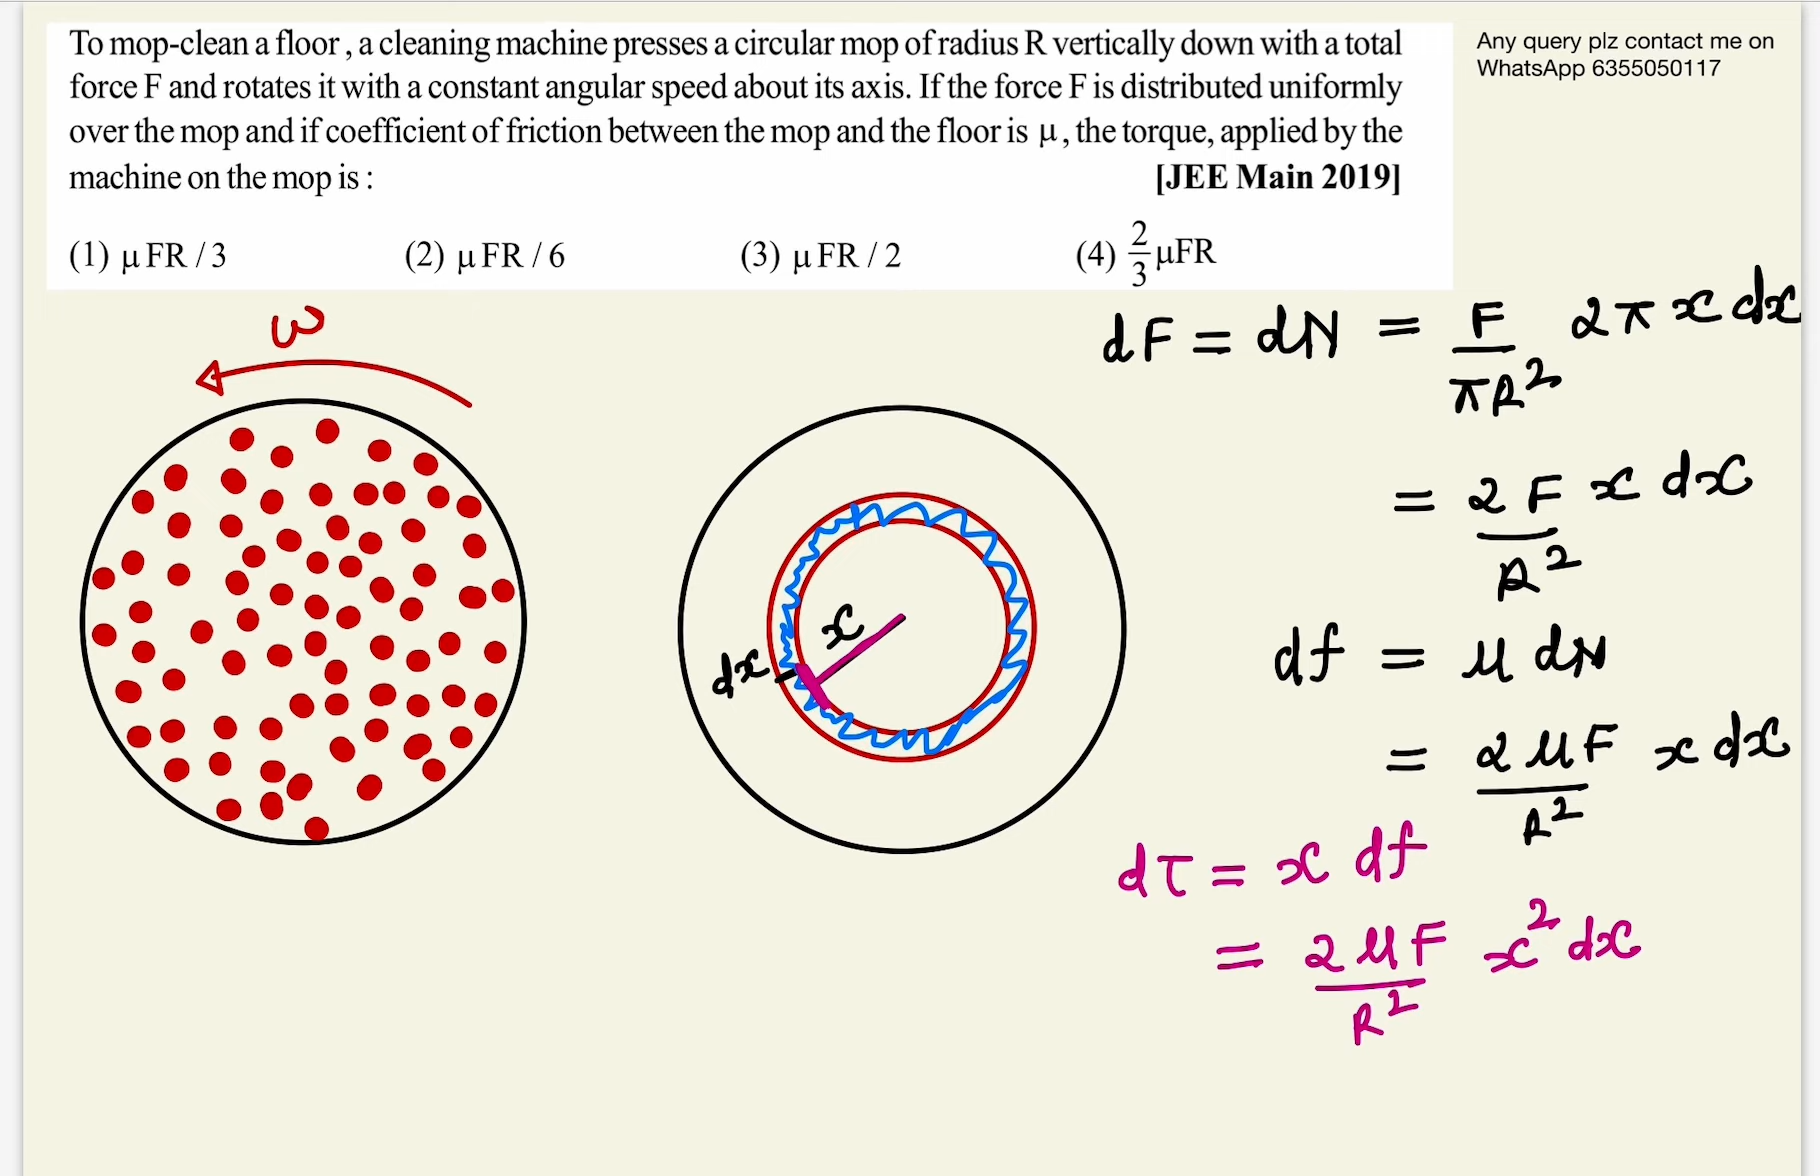 To mop-clean a floor, a cleaning machine presses a circular mop of radius R vertically down with a total
force F and rotates it with a constant angular speed about its axis. If the force F is distributed uniformly
over the mop and if coefficient of friction between the mop and the floor is μ, the torque, applied by the
machine on the mop is : [JEE Main 2019]
(1) μFR / 3 (2) μFR / 6 (3) μFR / 2 (4) 2/3 μFR
Any query plz contact me on
WhatsApp 6355050117
ω
x
dx
dF = dN = F/πR² 2πx dx
= 2F/R² x dx
df = μ dN
= 2μF/R² x dx
dτ = x df
= 2μF/R² x² dx